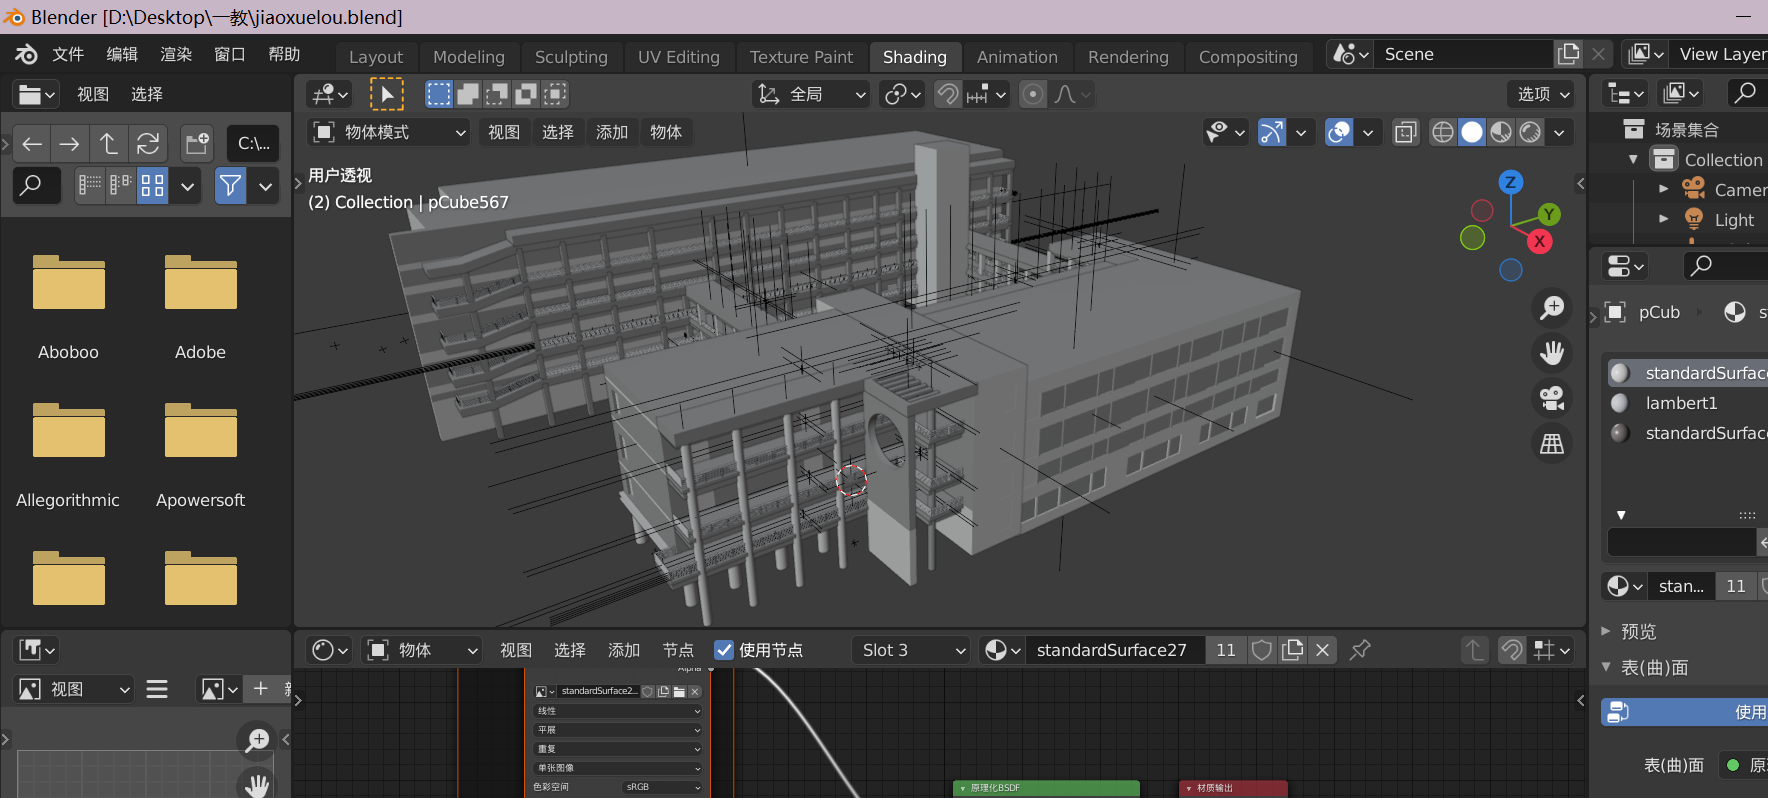 Blender [D:\Desktop\一教\jiaoxuelou.blend]
文件 编辑 渲染 窗口 帮助 Layout Modeling Sculpting UV Editing Texture Paint Shading Animation Rendering Compositing Scene View Layer
视图 选择
全局
选项
C:\...
物体模式 视图 选择 添加 物体
用户透视
(2) Collection | pCube567
Z
Y
X
场景集合
Collection
Camer
Light
pCub
Aboboo Adobe
Allegorithmic Apowersoft
standardSurfac
lambert1
standardSurfac
stan... 11
预览
表(曲)面
使用
表(曲)面 原
物体 视图 选择 添加 节点 使用节点 Slot 3 standardSurface27 11
视图
Alpha
standardSurface2...
线性
平展
重复
单张图像
色彩空间 sRGB
原理化BSDF
材质输出